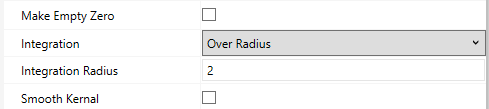 Make Empty Zero
Integration Over Radius
Integration Radius 2
Smooth Kernal